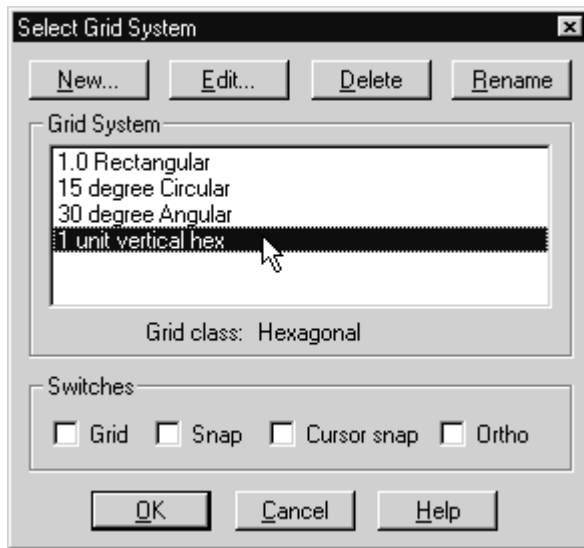 Select Grid System
New... Edit... Delete Rename
Grid System
1.0 Rectangular
15 degree Circular
30 degree Angular
1 unit vertical hex
Grid class: Hexagonal
Switches
Grid Snap Cursor snap Ortho
OK Cancel Help